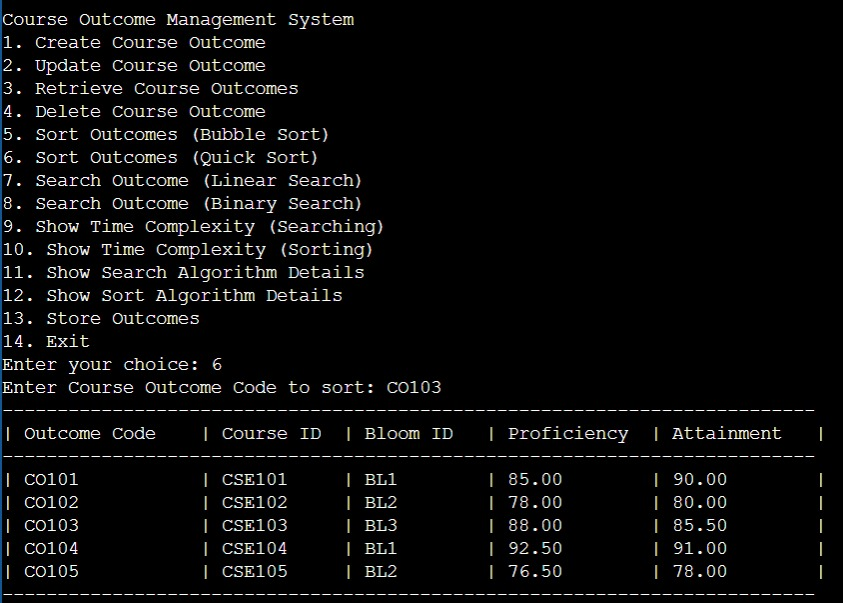 Course Outcome Management System
1. Create Course Outcome
2. Update Course Outcome
3. Retrieve Course Outcomes
4. Delete Course Outcome
5. Sort Outcomes (Bubble Sort)
6. Sort Outcomes (Quick Sort)
7. Search Outcome (Linear Search)
8. Search Outcome (Binary Search)
9. Show Time Complexity (Searching)
10. Show Time Complexity (Sorting)
11. Show Search Algorithm Details
12. Show Sort Algorithm Details
13. Store Outcomes
14. Exit
Enter your choice: 6
Enter Course Outcome Code to sort: CO103
--------------------------------------------------------------------------
| Outcome Code    | Course ID  | Bloom ID   | Proficiency  | Attainment   |
--------------------------------------------------------------------------
| CO101           | CSE101     | BL1        | 85.00        | 90.00        |
| CO102           | CSE102     | BL2        | 78.00        | 80.00        |
| CO103           | CSE103     | BL3        | 88.00        | 85.50        |
| CO104           | CSE104     | BL1        | 92.50        | 91.00        |
| CO105           | CSE105     | BL2        | 76.50        | 78.00        |
--------------------------------------------------------------------------